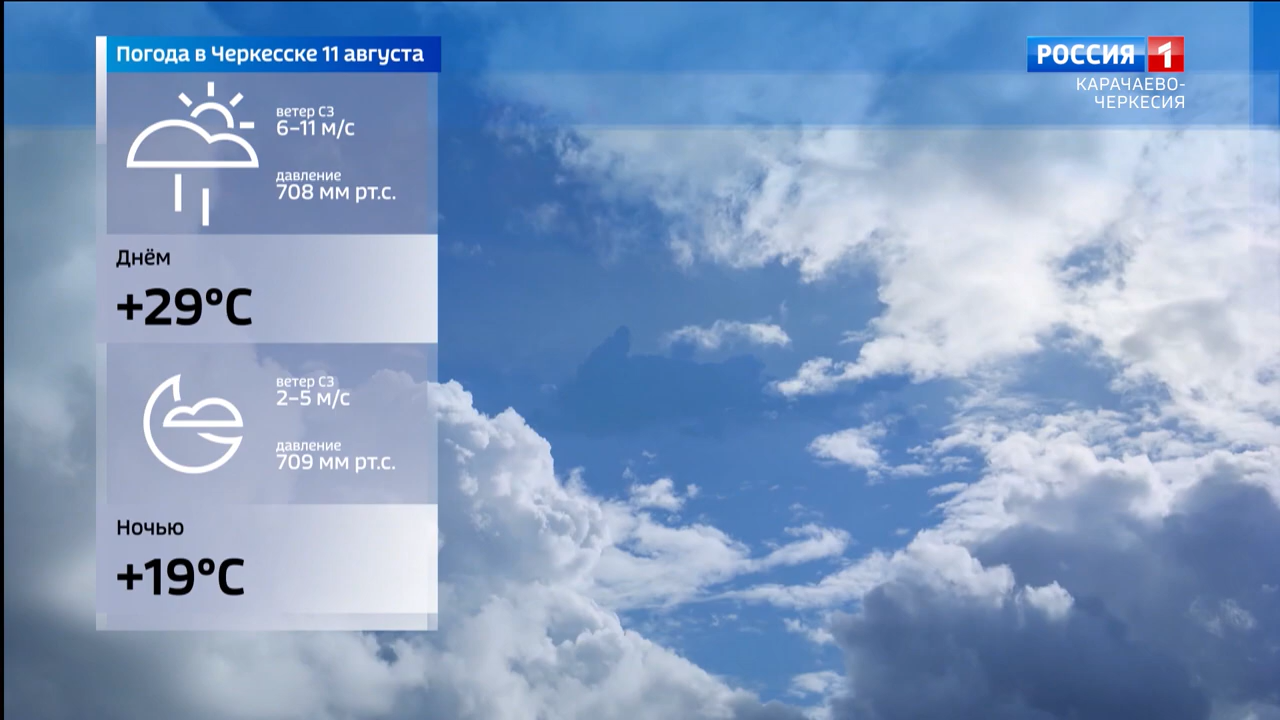 Погода в Черкесске 11 августа
РОССИЯ 1
КАРАЧАЕВО-
ЧЕРКЕСИЯ
ветер СЗ
6-11 м/с
давление
708 мм рт.с.
Днём
+29°C
ветер СЗ
2-5 м/с
давление
709 мм рт.с.
Ночью
+19°C